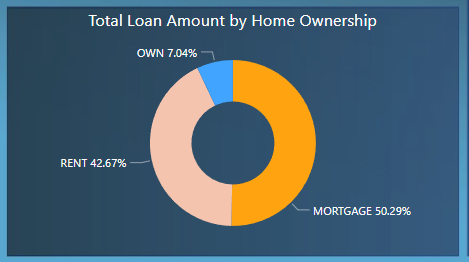 Total Loan Amount by Home Ownership
OWN 7.04%
RENT 42.67%
MORTGAGE 50.29%